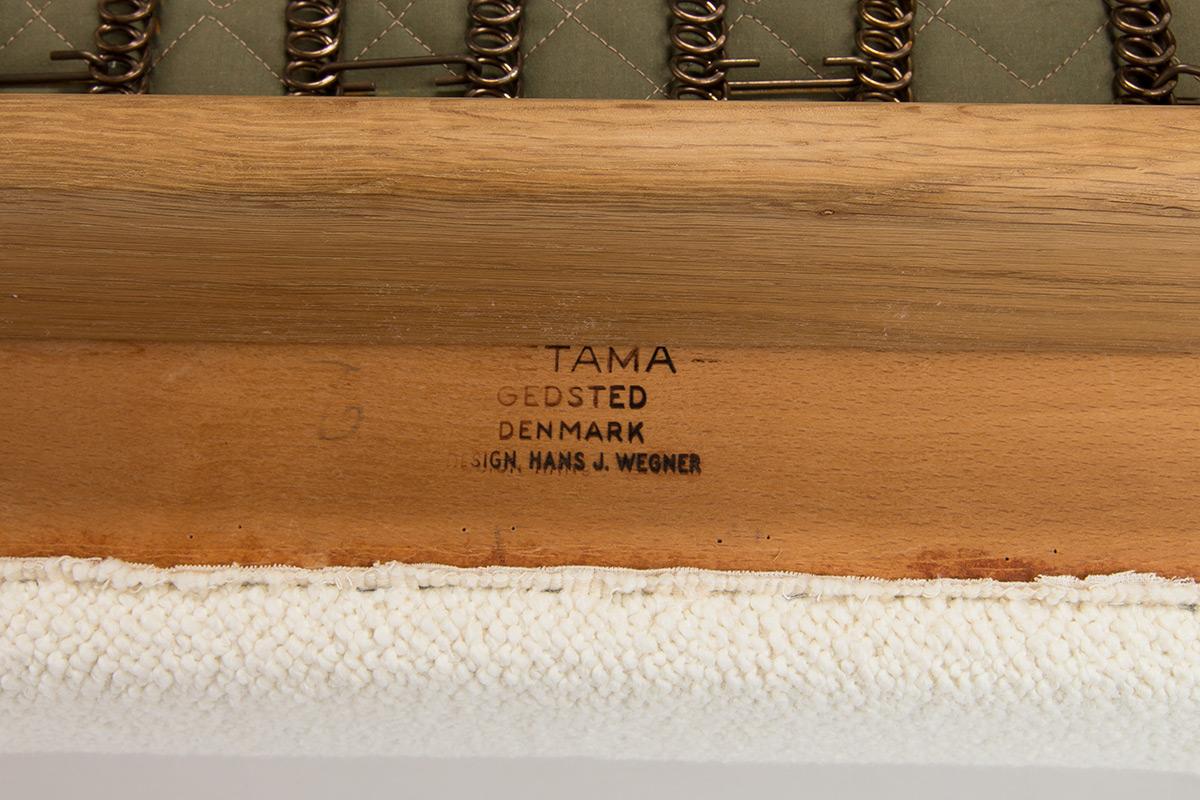 ETAMA
GEDSTED
DENMARK
DESIGN, HANS J. WEGNER